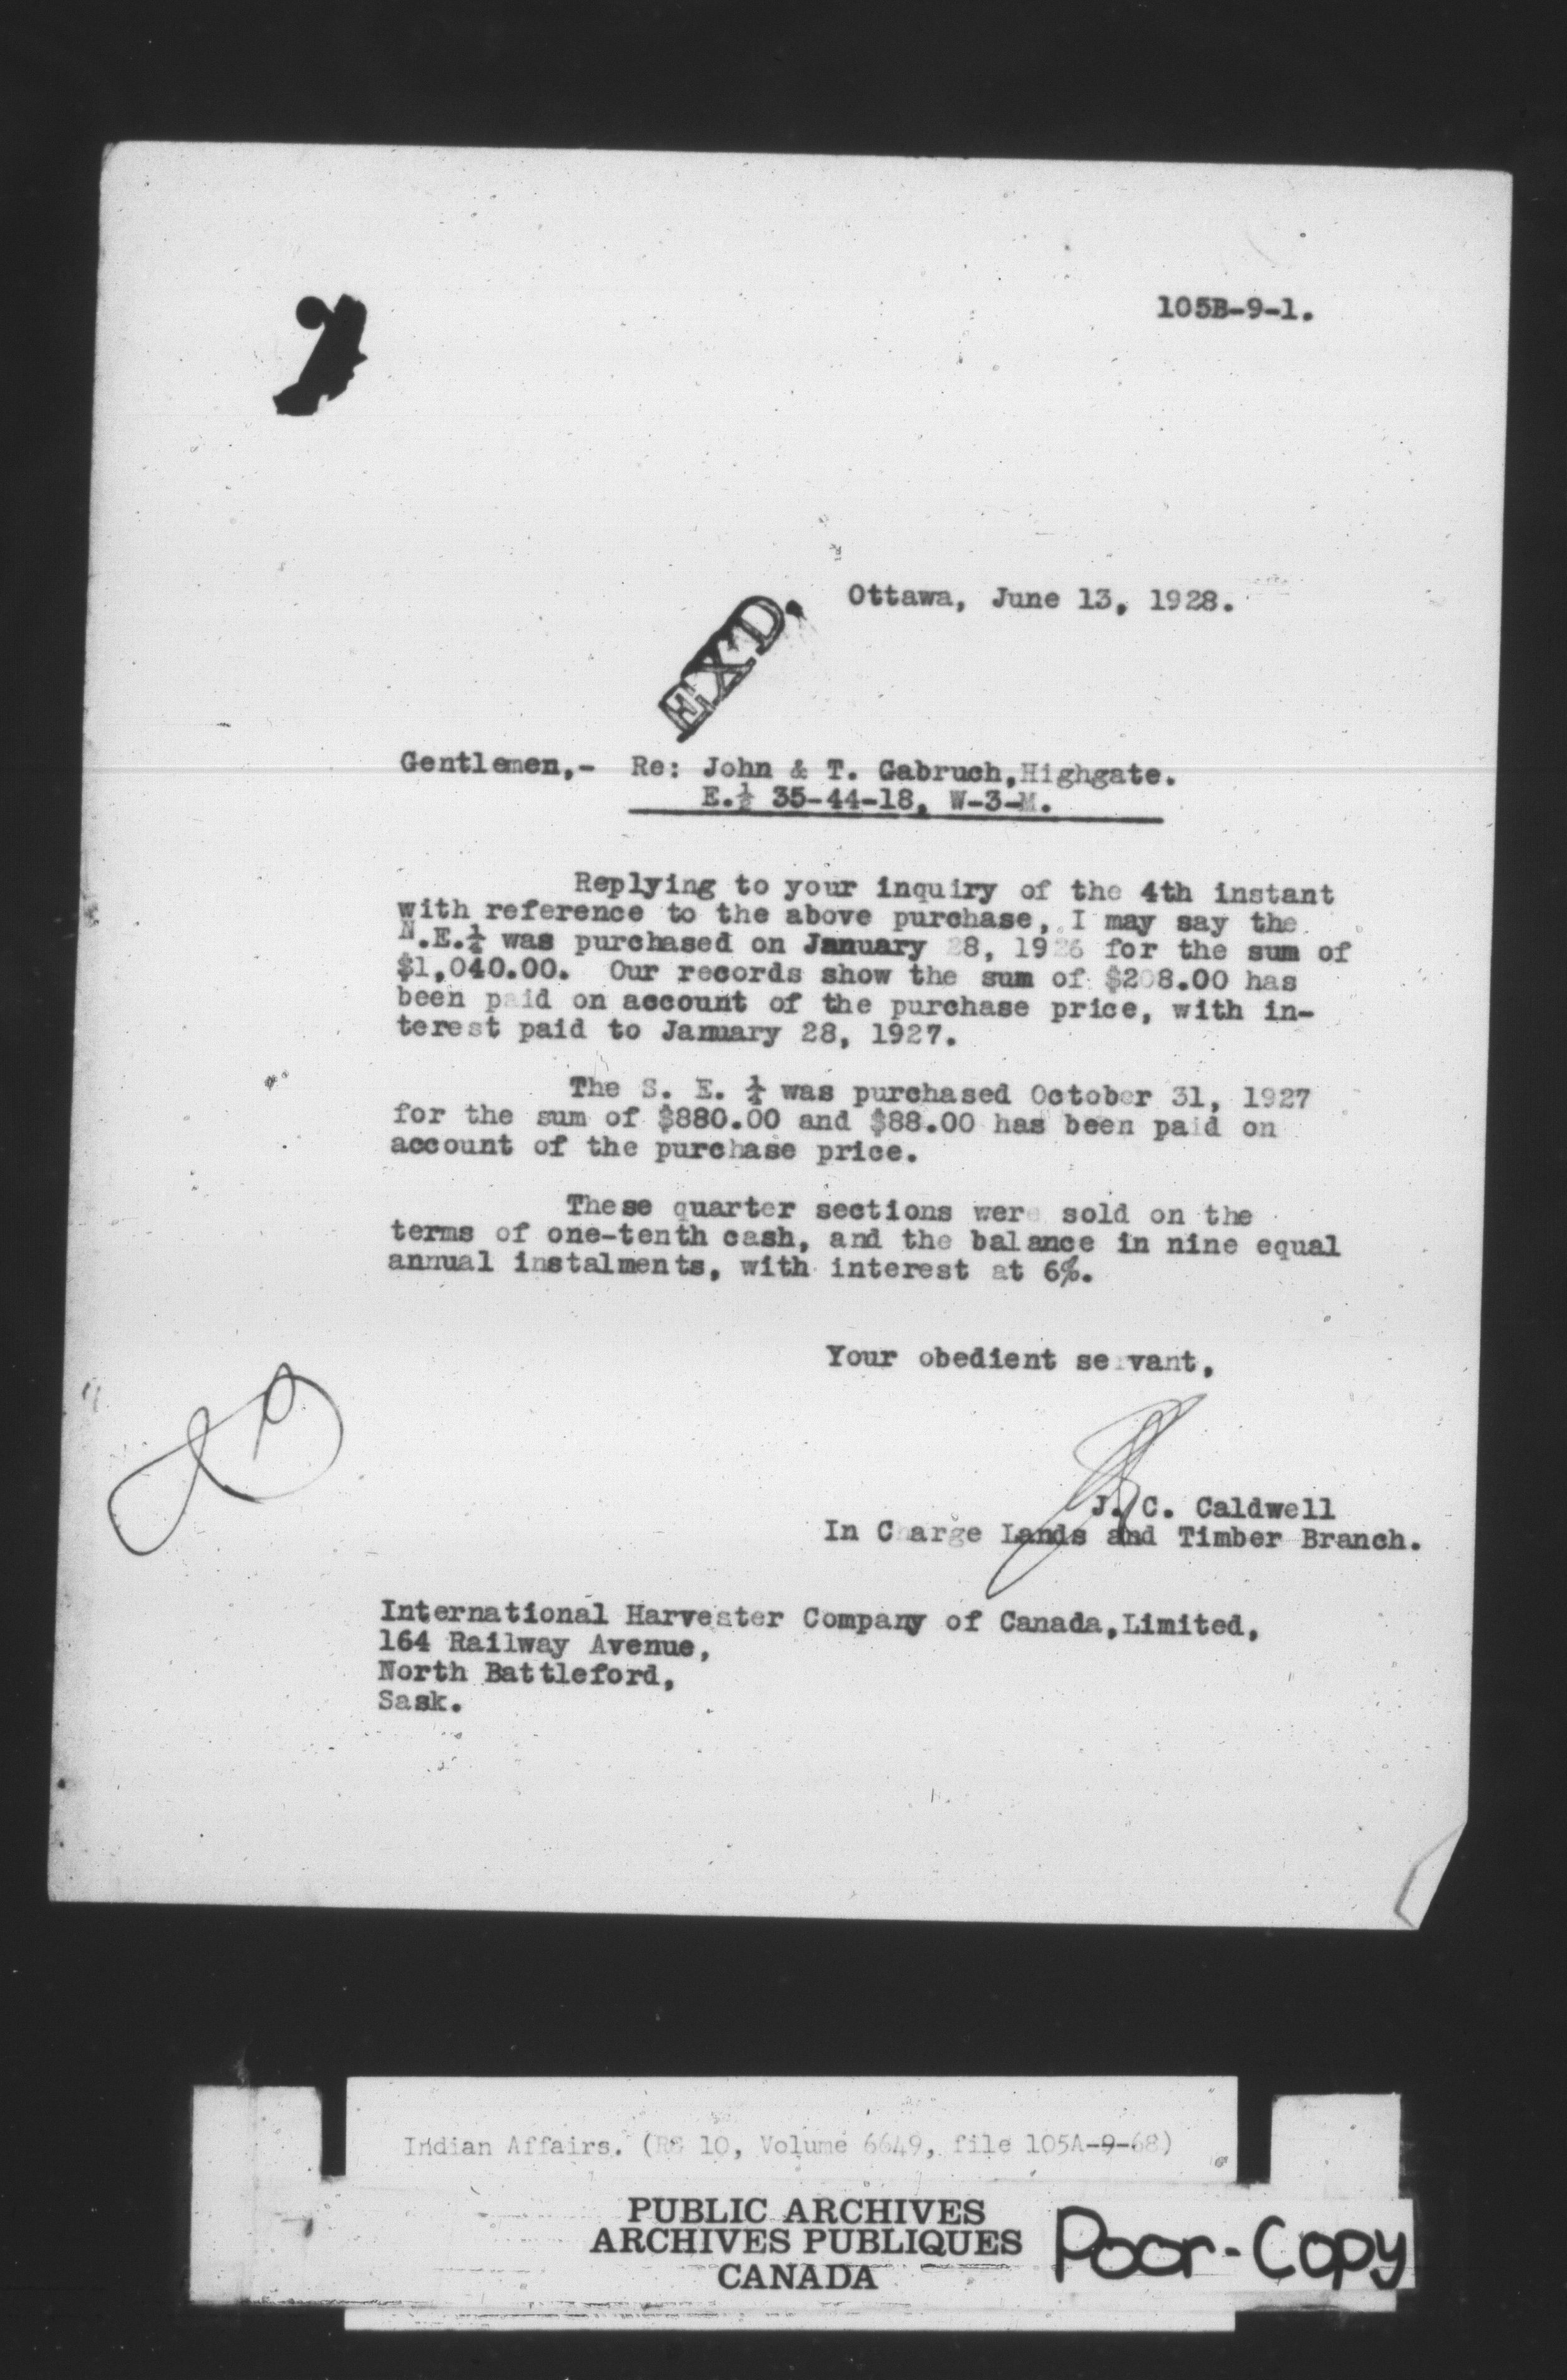 105B-9-1.
Ottawa, June 13, 1928.
EX'D.
Gentlemen,- Re: John & T. Gabruch, Highgate.
E.½ 35-44-18, W-3-M.
Replying to your inquiry of the 4th instant
with reference to the above purchase, I may say the
N.E.¼ was purchased on January 28, 1926 for the sum of
$1,040.00. Our records show the sum of $208.00 has
been paid on account of the purchase price, with in-
terest paid to January 28, 1927.
The S. E. ¼ was purchased October 31, 1927
for the sum of $880.00 and $88.00 has been paid on
account of the purchase price.
These quarter sections were sold on the
terms of one-tenth cash, and the balance in nine equal
annual instalments, with interest at 6%.
Your obedient servant,
J. C. Caldwell
In Charge Lands and Timber Branch.
International Harvester Company of Canada, Limited,
164 Railway Avenue,
North Battleford,
Sask.
Indian Affairs. (RG 10, Volume 6649, file 105A-9-68)
PUBLIC ARCHIVES
ARCHIVES PUBLIQUES
CANADA
Poor-Copy